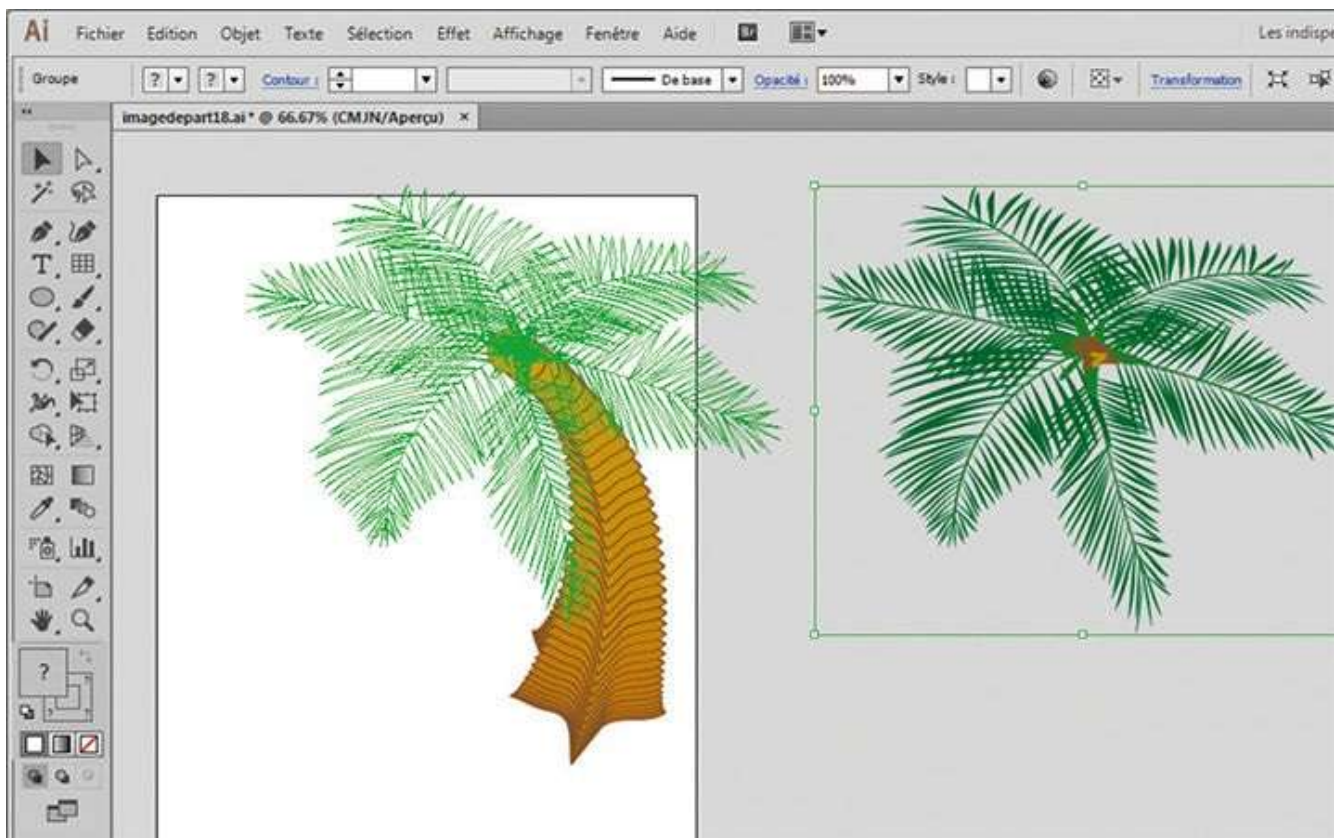 Ai Fichier Edition Objet Texte Sélection Effet Affichage Fenêtre Aide Br Les indispe
Groupe ? ? Contour : De base Opacité : 100% Style : Transformation
imagedepart18.ai* @ 66.67% (CMJN/Aperçu) ×
T
?
? ?